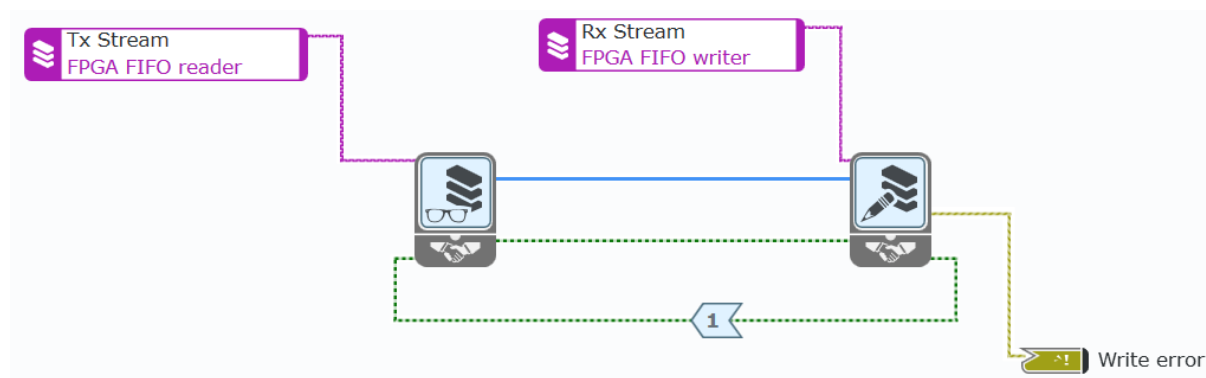 Tx Stream
FPGA FIFO reader
Rx Stream
FPGA FIFO writer
1
Write error